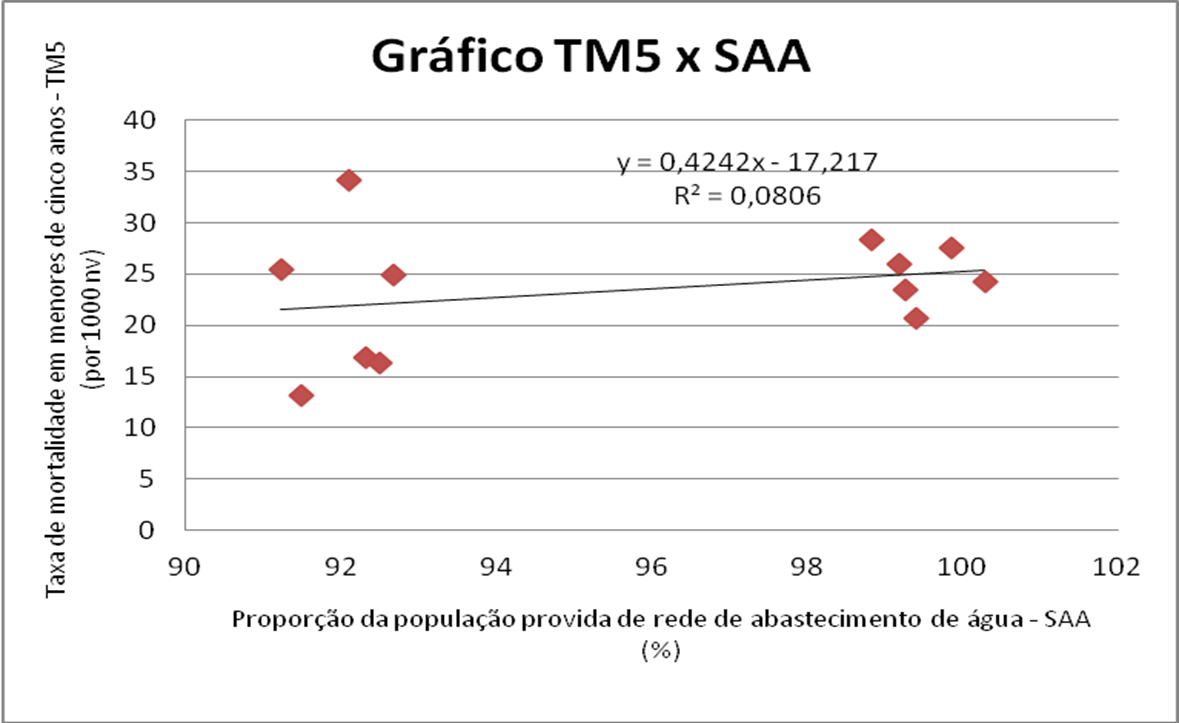 Gráfico TM5 x SAA
Taxa de mortalidade em menores de cinco anos - TM5
(por 1000 nv)
40
35
30
25
20
15
10
5
0
y = 0,4242x - 17,217
R² = 0,0806
90 92 94 96 98 100 102
Proporção da população provida de rede de abastecimento de água - SAA
(%)